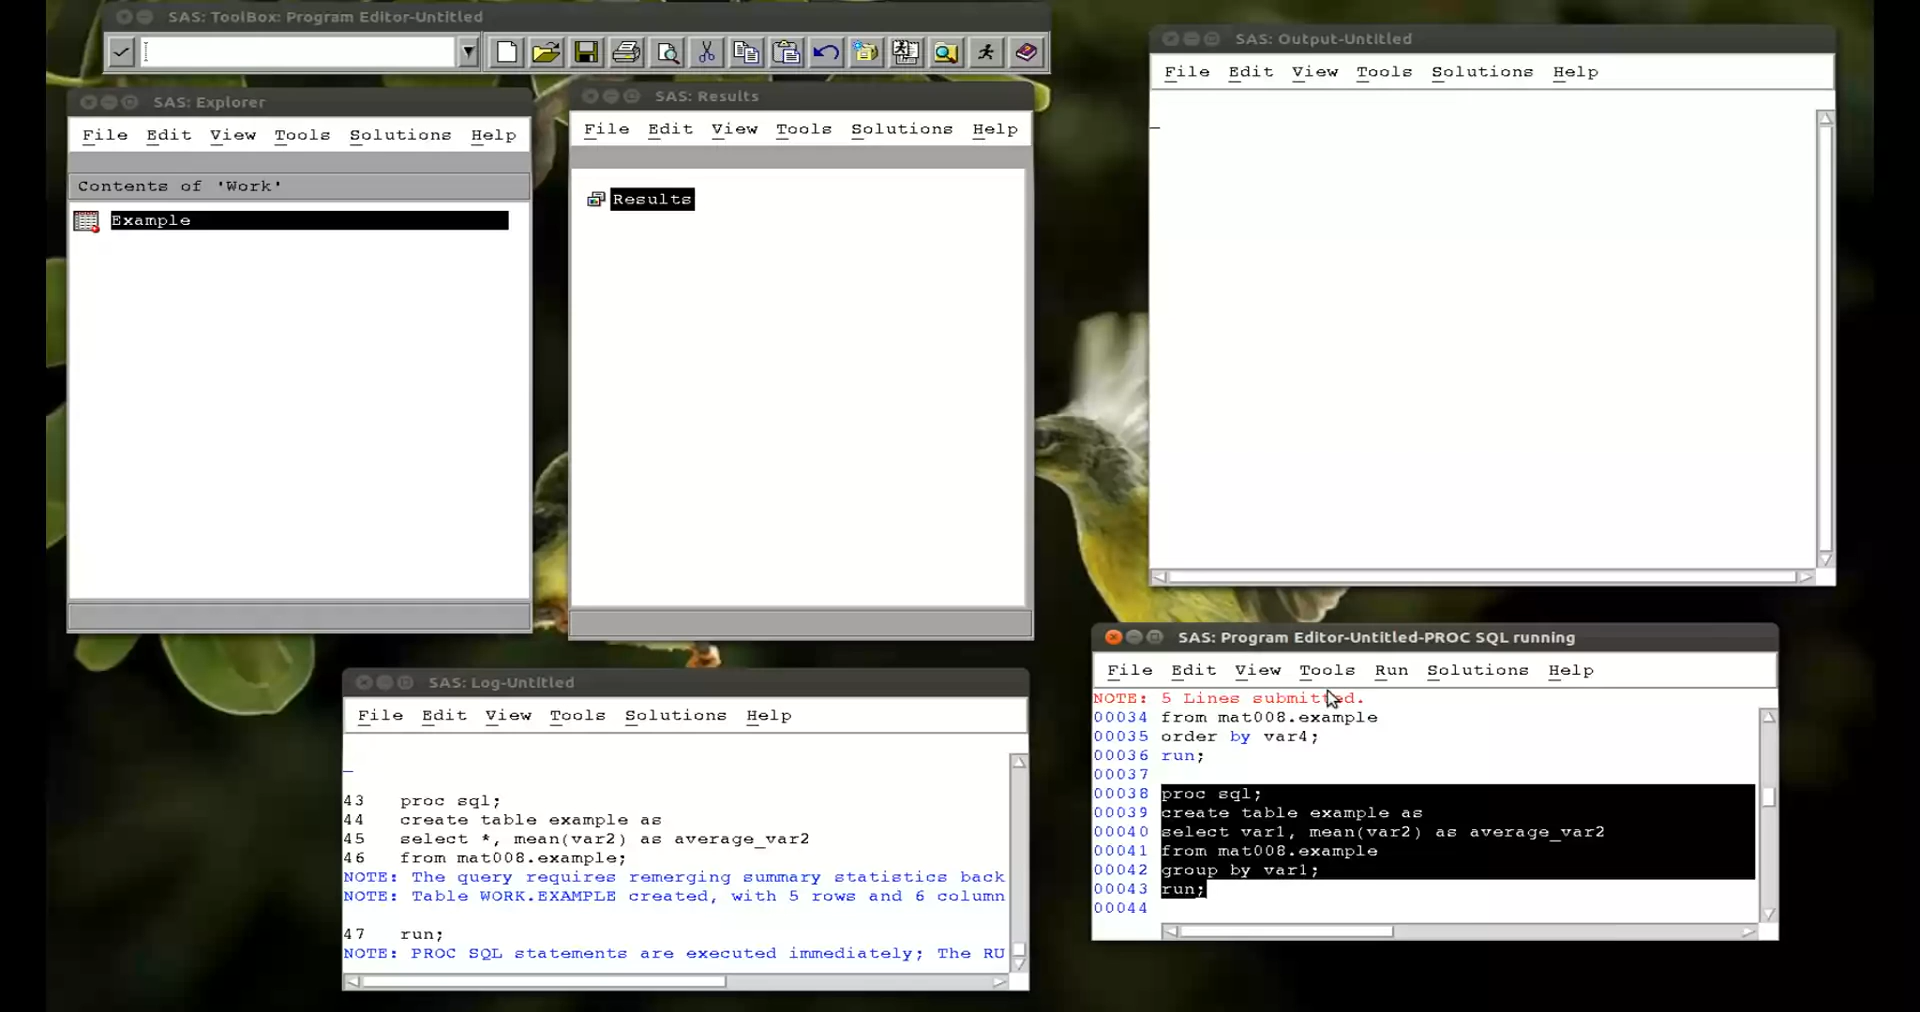 SAS: ToolBox: Program Editor-Untitled
SAS: Explorer
File Edit View Tools Solutions Help
Contents of 'Work'
Example
SAS: Results
File Edit View Tools Solutions Help
Results
SAS: Output-Untitled
File Edit View Tools Solutions Help
SAS: Log-Untitled
File Edit View Tools Solutions Help
43 proc sql;
44 create table example as
45 select *, mean(var2) as average_var2
46 from mat008.example;
NOTE: The query requires remerging summary statistics back
NOTE: Table WORK.EXAMPLE created, with 5 rows and 6 column
47 run;
NOTE: PROC SQL statements are executed immediately; The RU
SAS: Program Editor-Untitled-PROC SQL running
File Edit View Tools Run Solutions Help
NOTE: 5 Lines submitted.
00034 from mat008.example
00035 order by var4;
00036 run;
00037
00038 proc sql;
00039 create table example as
00040 select var1, mean(var2) as average_var2
00041 from mat008.example
00042 group by var1;
00043 run;
00044